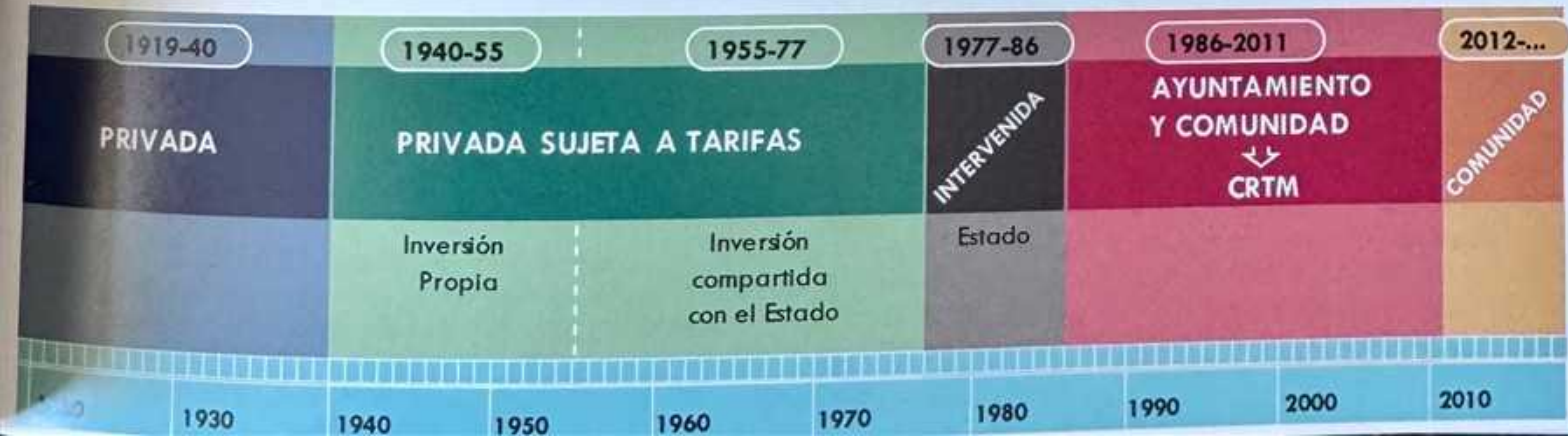 1919-40
1940-55
1955-77
1977-86
1986-2011
2012-...
PRIVADA
PRIVADA SUJETA A TARIFAS
INTERVENIDA
AYUNTAMIENTO
Y COMUNIDAD
CRTM
COMUNIDAD
Inversión
Propia
Inversión
compartida
con el Estado
Estado
1930
1940
1950
1960
1970
1980
1990
2000
2010